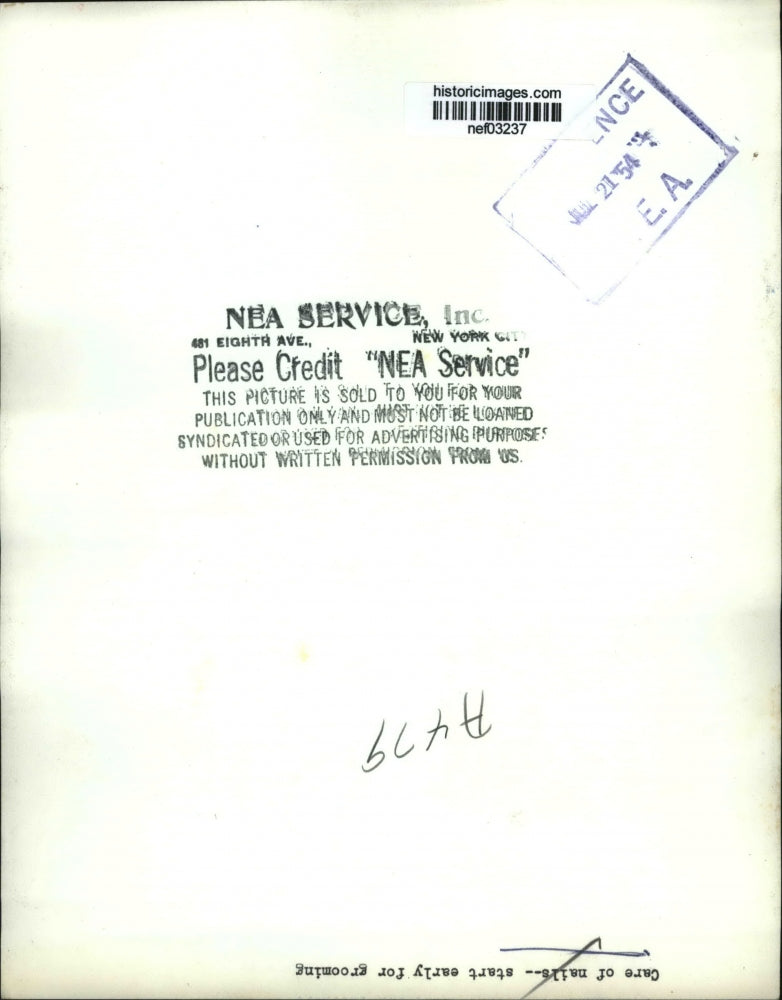 historicimages.com
nef03237
ENCE
JUL 21 '54
E.A.
NEA SERVICE, Inc.
461 EIGHTH AVE., NEW YORK CITY
Please Credit "NEA Service"
THIS PICTURE IS SOLD TO YOU FOR YOUR
PUBLICATION ONLY AND MUST NOT BE LOANED
SYNDICATED OR USED FOR ADVERTISING PURPOSES
WITHOUT WRITTEN PERMISSION FROM US.
A479
Care of nails-- start early for grooming